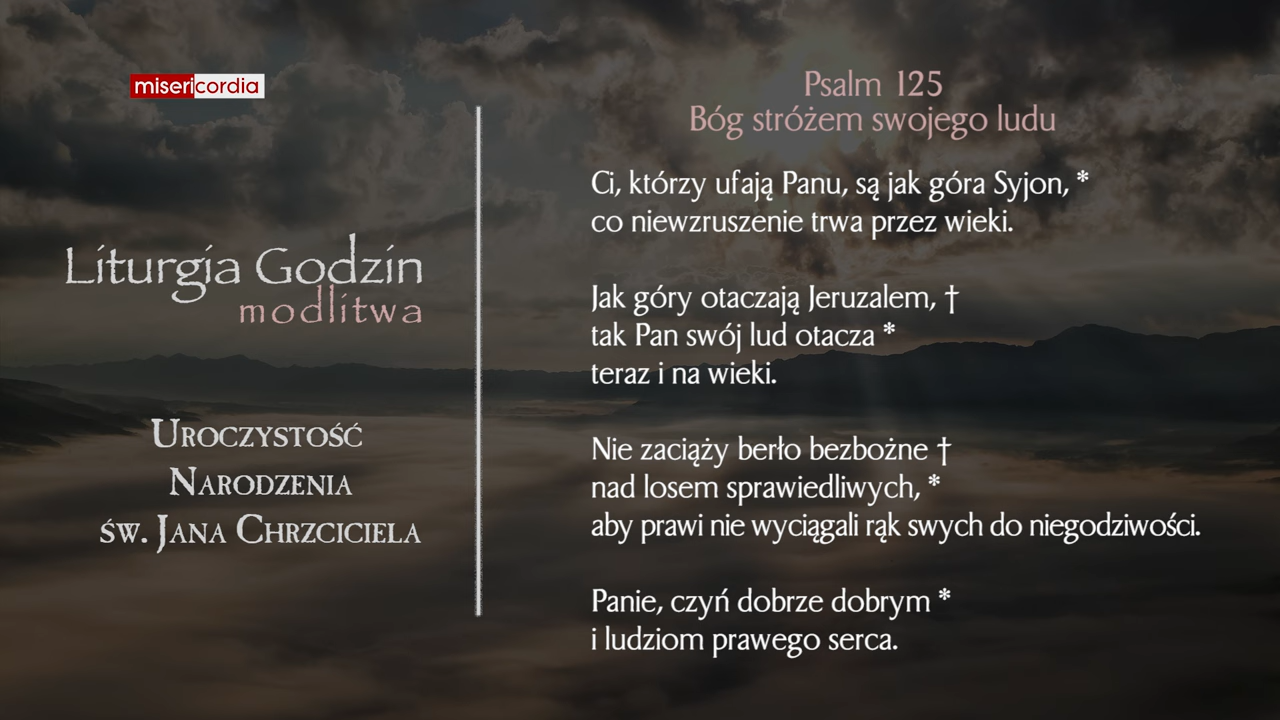 misericordia
Liturgia Godzin
modlitwa
Uroczystość
Narodzenia
św. Jana Chrzciciela
Psalm 125
Bóg stróżem swojego ludu
Ci, którzy ufają Panu, są jak góra Syjon, *
co niewzruszenie trwa przez wieki.
Jak góry otaczają Jeruzalem, †
tak Pan swój lud otacza *
teraz i na wieki.
Nie zaciąży berło bezbożne †
nad losem sprawiedliwych, *
aby prawi nie wyciągali rąk swych do niegodziwości.
Panie, czyń dobrze dobrym *
i ludziom prawego serca.